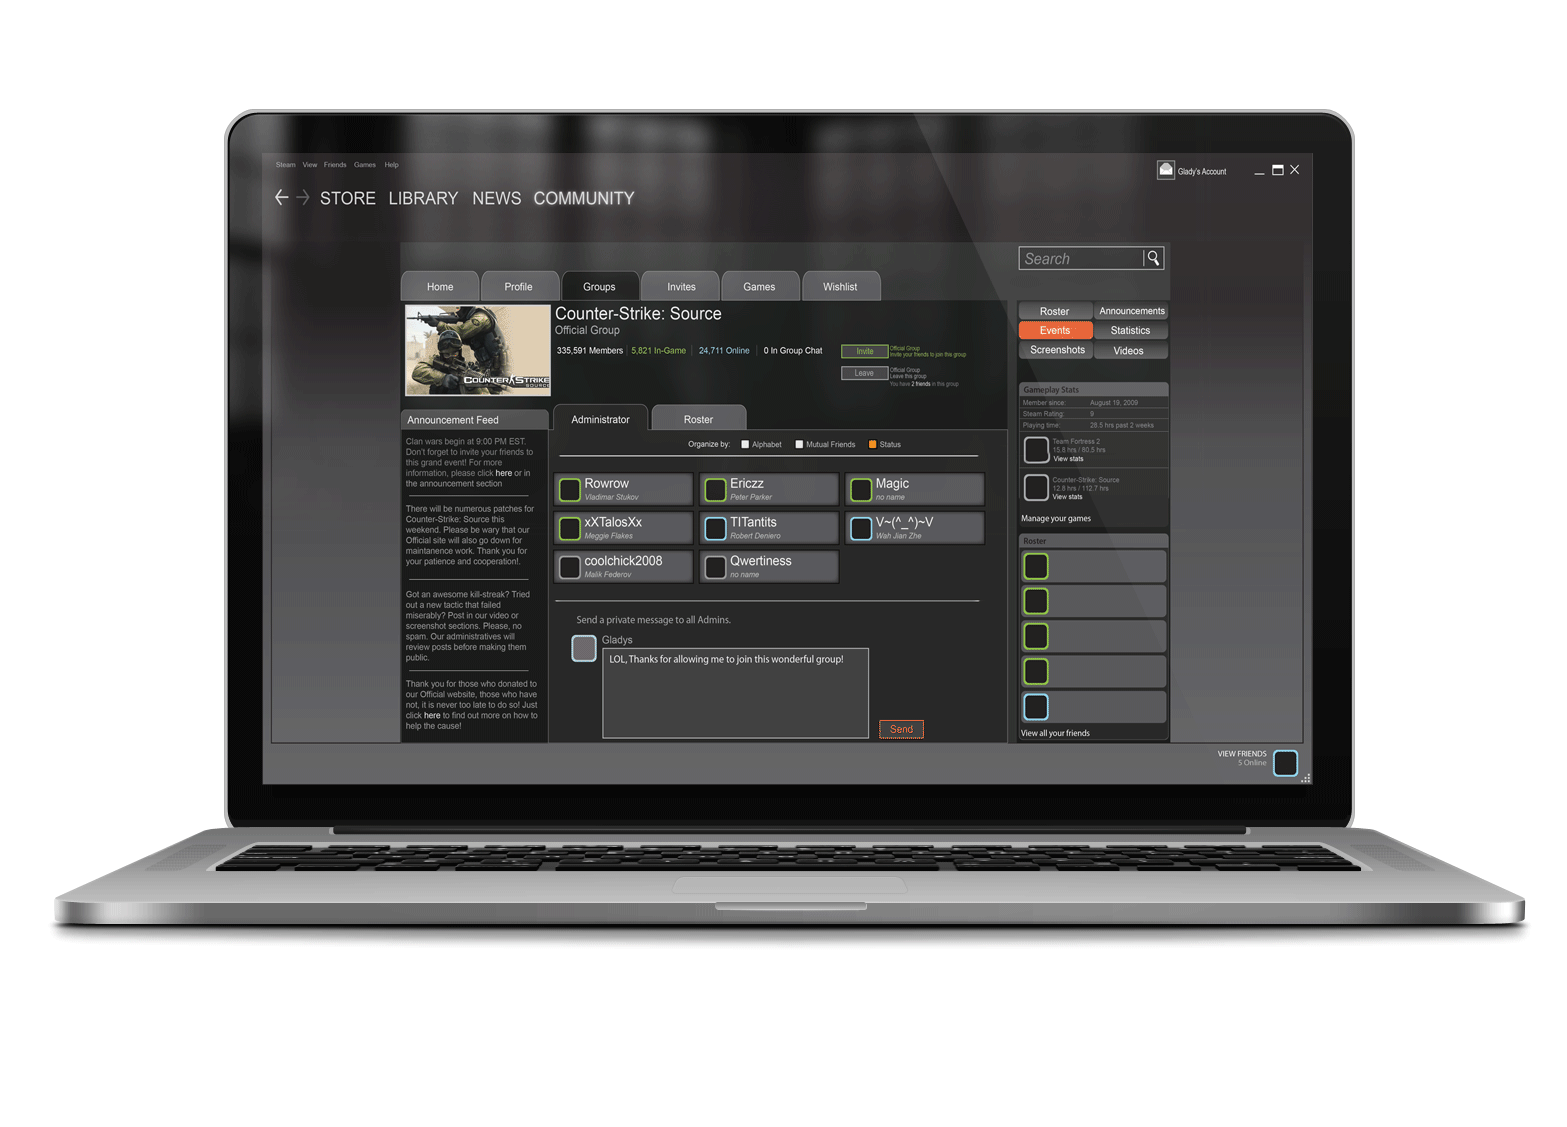 Steam View Friends Games Help
Glady's Account
STORE LIBRARY NEWS COMMUNITY
Search
Home Profile Groups Invites Games Wishlist
Counter-Strike: Source
Official Group
335,591 Members 5,821 In-Game 24,711 Online 0 In Group Chat
Invite
Official Group
Invite your friends to join this group
Leave
Official Group
Leave this group
You have 2 friends in this group
COUNTER STRIKE
SOURCE
Roster Announcements
Events Statistics
Screenshots Videos
Announcement Feed
Clan wars begin at 9:00 PM EST.
Don't forget to invite your friends to
this grand event! For more
information, please click here or in
the announcement section
There will be numerous patches for
Counter-Strike: Source this
weekend. Please be wary that our
Official site will also go down for
maintanence work. Thank you for
your patience and cooperation!.
Got an awesome kill-streak? Tried
out a new tactic that failed
miserably? Post in our video or
screenshot sections. Please, no
spam. Our administratives will
review posts before making them
public.
Thank you for those who donated to
our Official website, those who have
not, it is never too late to do so! Just
click here to find out more on how to
help the cause!
Administrator Roster
Organize by: Alphabet Mutual Friends Status
Rowrow
Vladimar Stukov
Ericzz
Peter Parker
Magic
no name
xXTalosXx
Meggie Flakes
TITantits
Robert Deniero
V~(^_^)~V
Wah Jian Zhe
coolchick2008
Malik Federov
Qwertiness
no name
Send a private message to all Admins.
Gladys
LOL, Thanks for allowing me to join this wonderful group!
Send
Gameplay Stats
Member since: August 19, 2009
Steam Rating: 9
Playing time: 28.5 hrs past 2 weeks
Team Fortress 2
15.8 hrs / 80.5 hrs
View stats
Counter-Strike: Source
12.8 hrs / 112.7 hrs
View stats
Manage your games
Roster
View all your friends
VIEW FRIENDS
5 Online